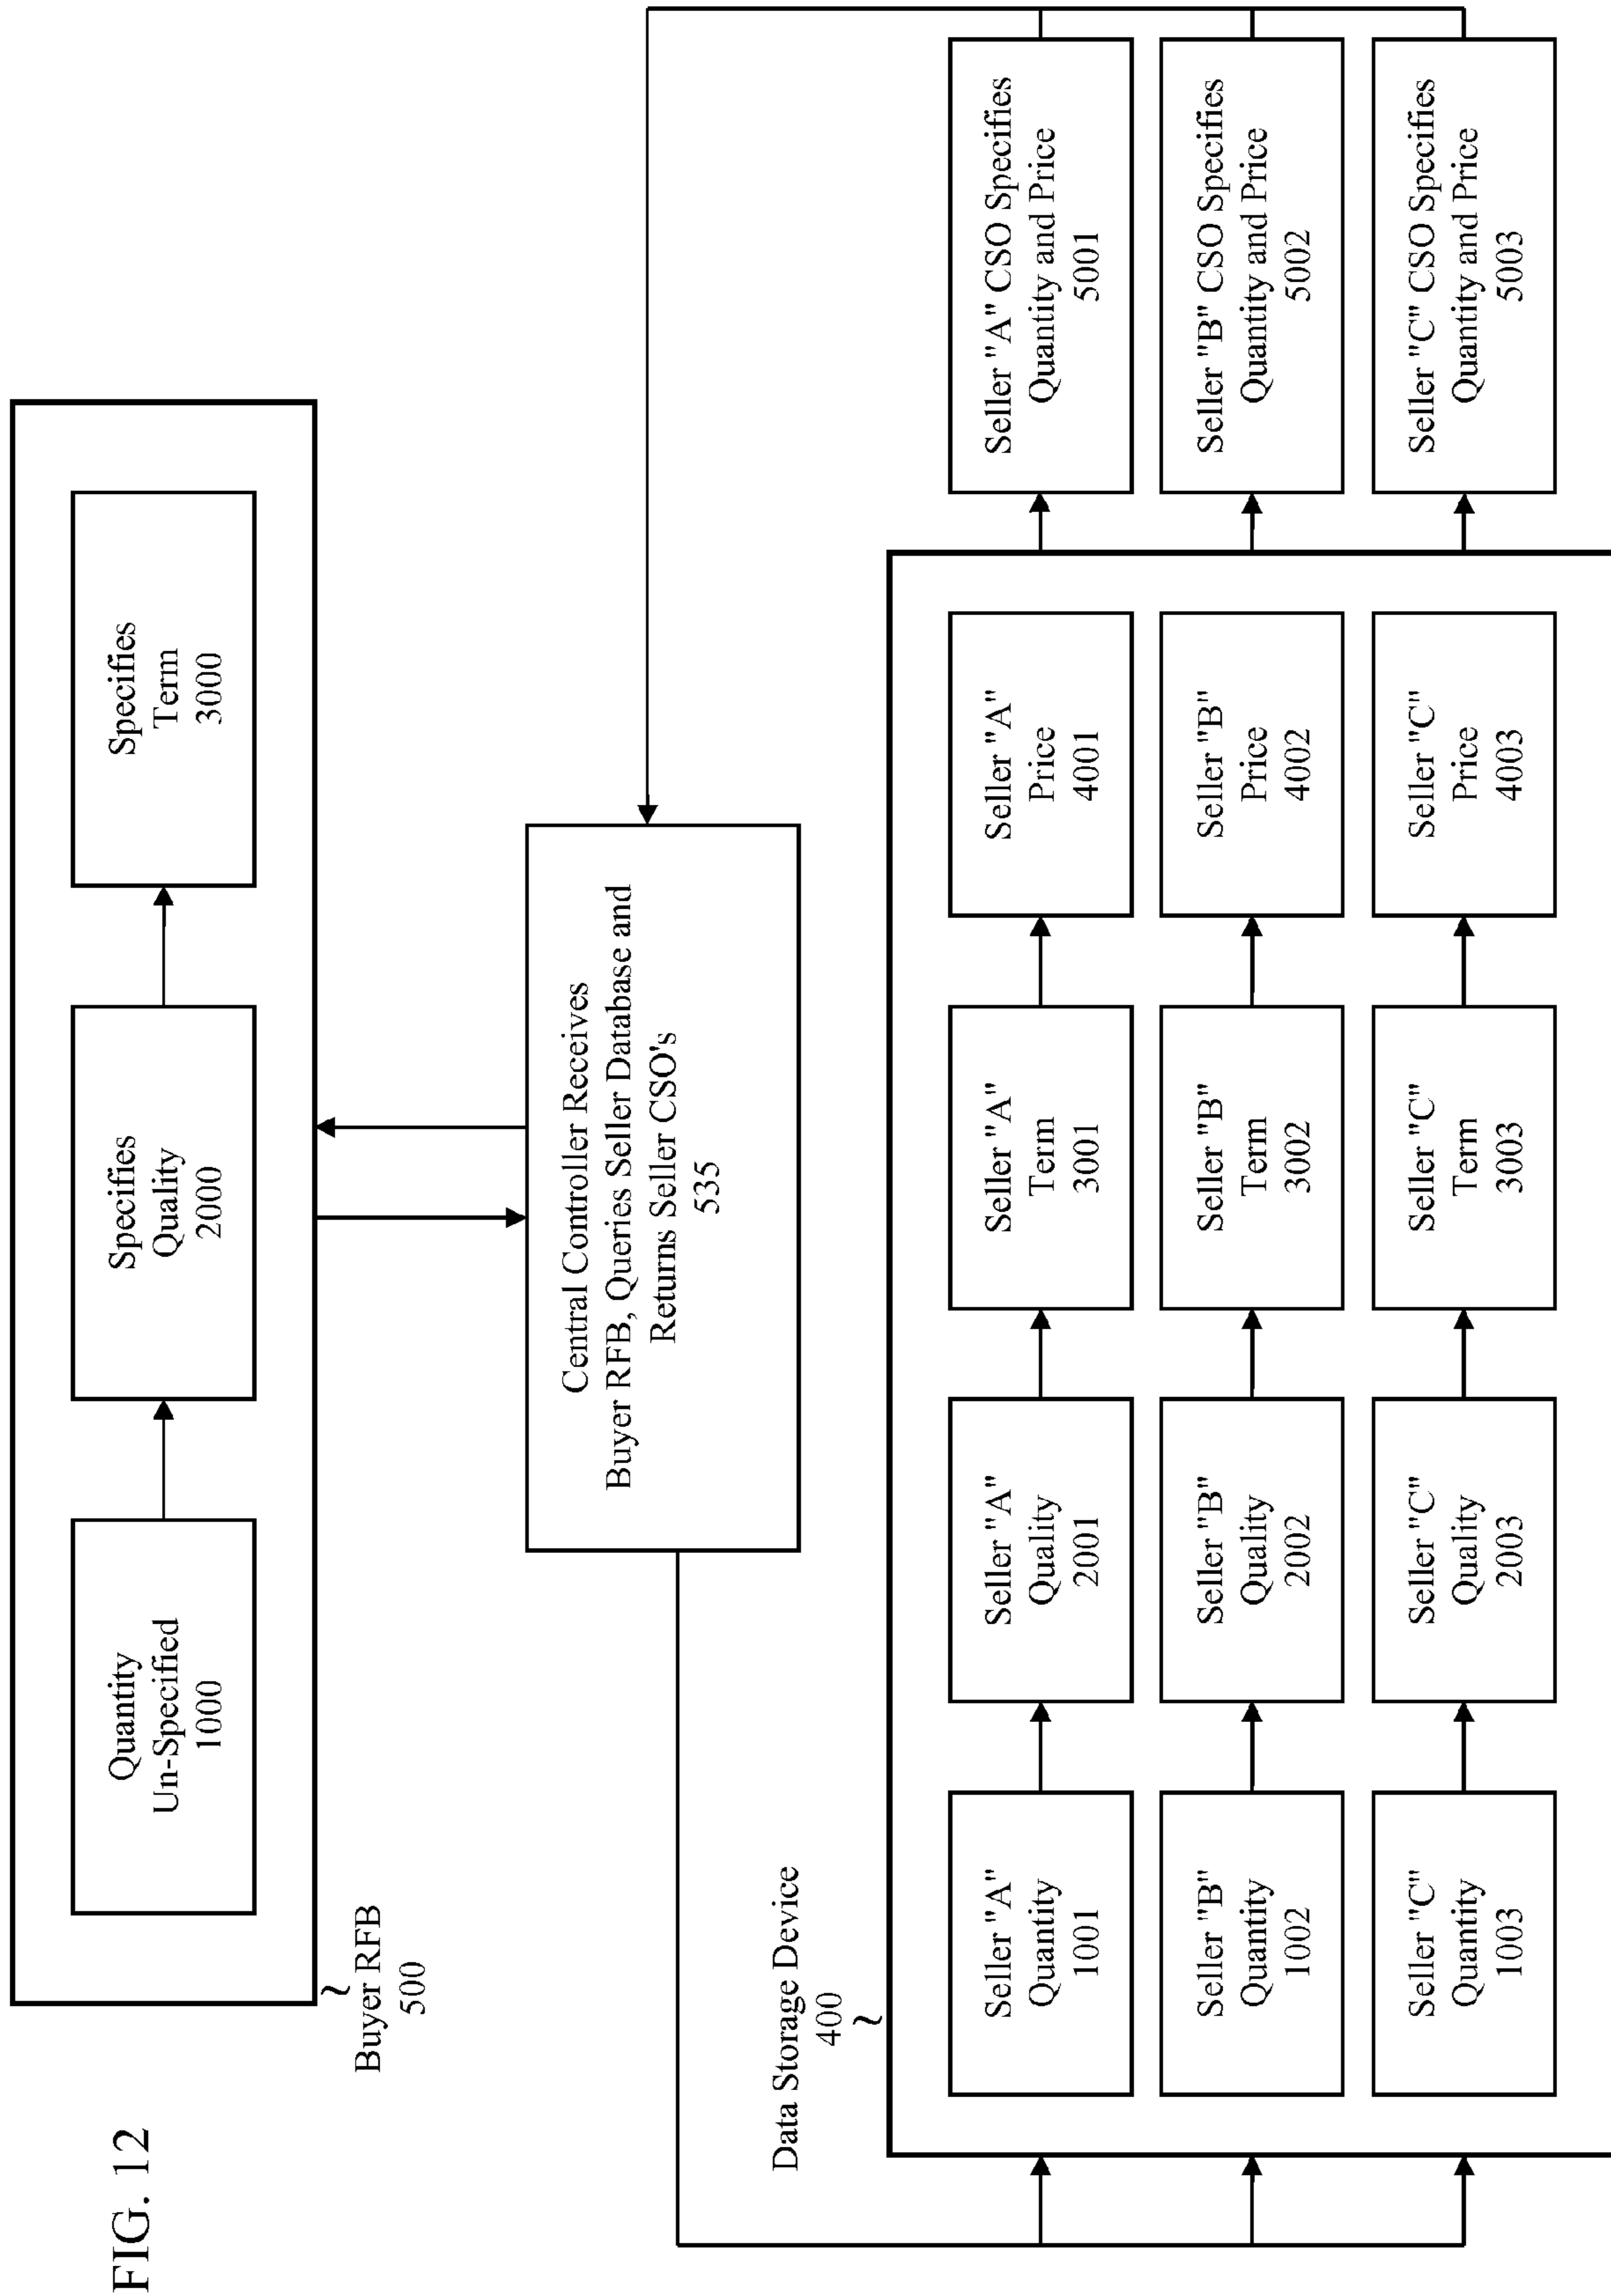 FIG. 12
Quantity
Un-Specified
1000
Specifies
Quality
2000
Specifies
Term
3000
Buyer RFB
500
Central Controller Receives
Buyer RFB, Queries Seller Database and
Returns Seller CSO's
535
Data Storage Device
400
Seller "A"
Quantity
1001
Seller "A"
Quality
2001
Seller "A"
Term
3001
Seller "A"
Price
4001
Seller "A" CSO Specifies
Quantity and Price
5001
Seller "B"
Quantity
1002
Seller "B"
Quality
2002
Seller "B"
Term
3002
Seller "B"
Price
4002
Seller "B" CSO Specifies
Quantity and Price
5002
Seller "C"
Quantity
1003
Seller "C"
Quality
2003
Seller "C"
Term
3003
Seller "C"
Price
4003
Seller "C" CSO Specifies
Quantity and Price
5003